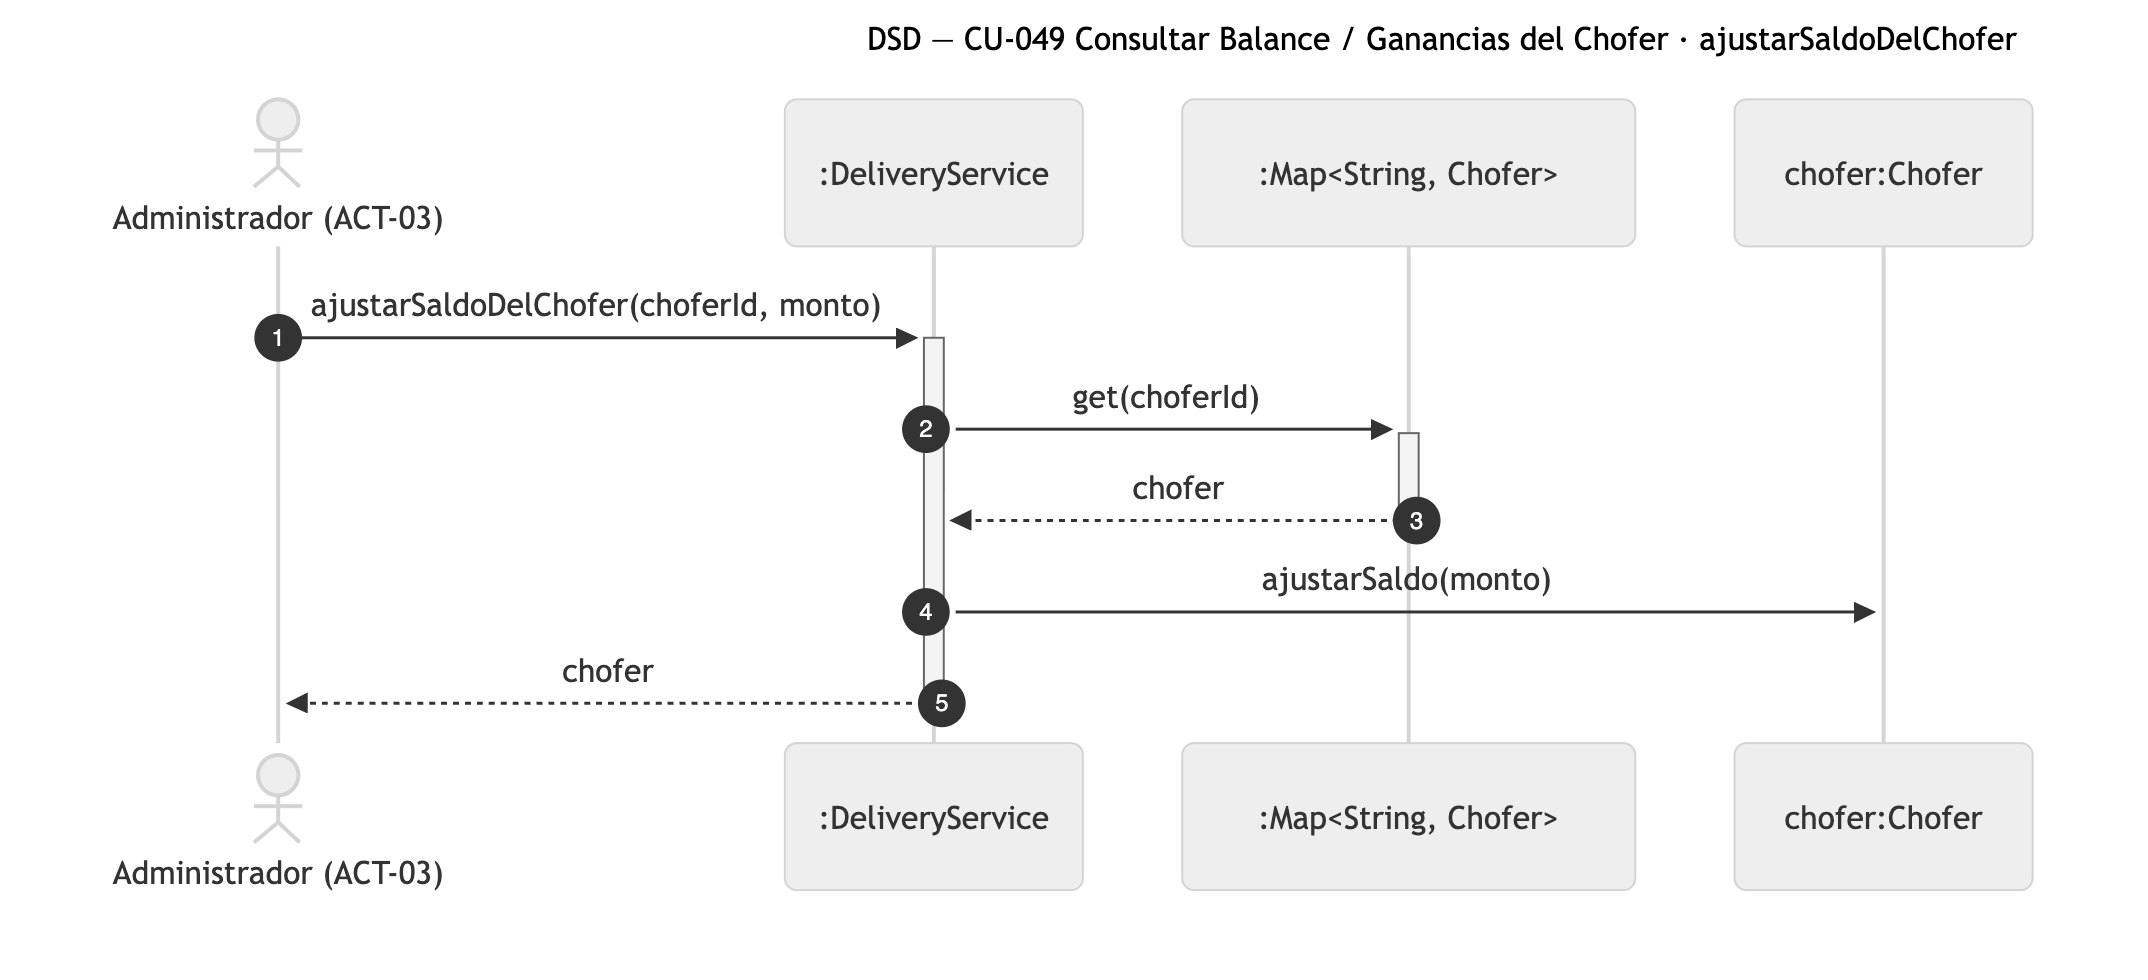 DSD — CU-049 Consultar Balance / Ganancias del Chofer · ajustarSaldoDelChofer
Administrador (ACT-03)
:DeliveryService
:Map<String, Chofer>
chofer:Chofer
ajustarSaldoDelChofer(choferId, monto)
1
get(choferId)
2
chofer
3
ajustarSaldo(monto)
4
chofer
5
Administrador (ACT-03)
:DeliveryService
:Map<String, Chofer>
chofer:Chofer